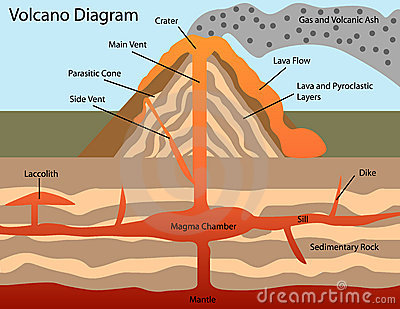 Volcano Diagram
Crater
Gas and Volcanic Ash
Main Vent
Lava Flow
Parasitic Cone
Side Vent
Lava and Pyroclastic
Layers
Laccolith
Dike
Sill
Magma Chamber
Sedimentary Rock
Mantle
dreamstime.com